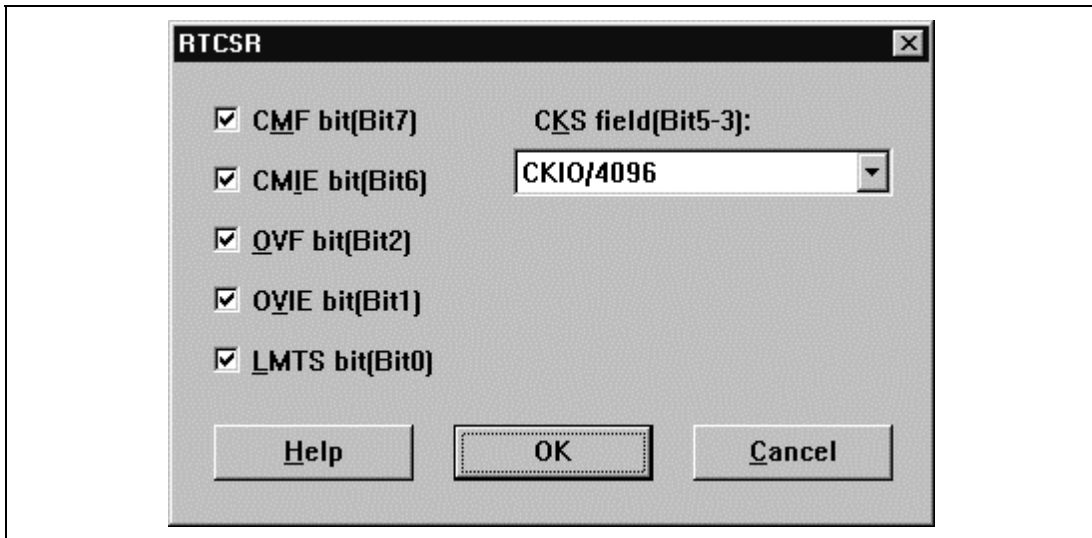 RTCSR
CMF bit(Bit7)
CKS field(Bit5-3):
CMIE bit(Bit6)
CKIO/4096
OVF bit(Bit2)
OVIE bit(Bit1)
LMTS bit(Bit0)
Help
OK
Cancel